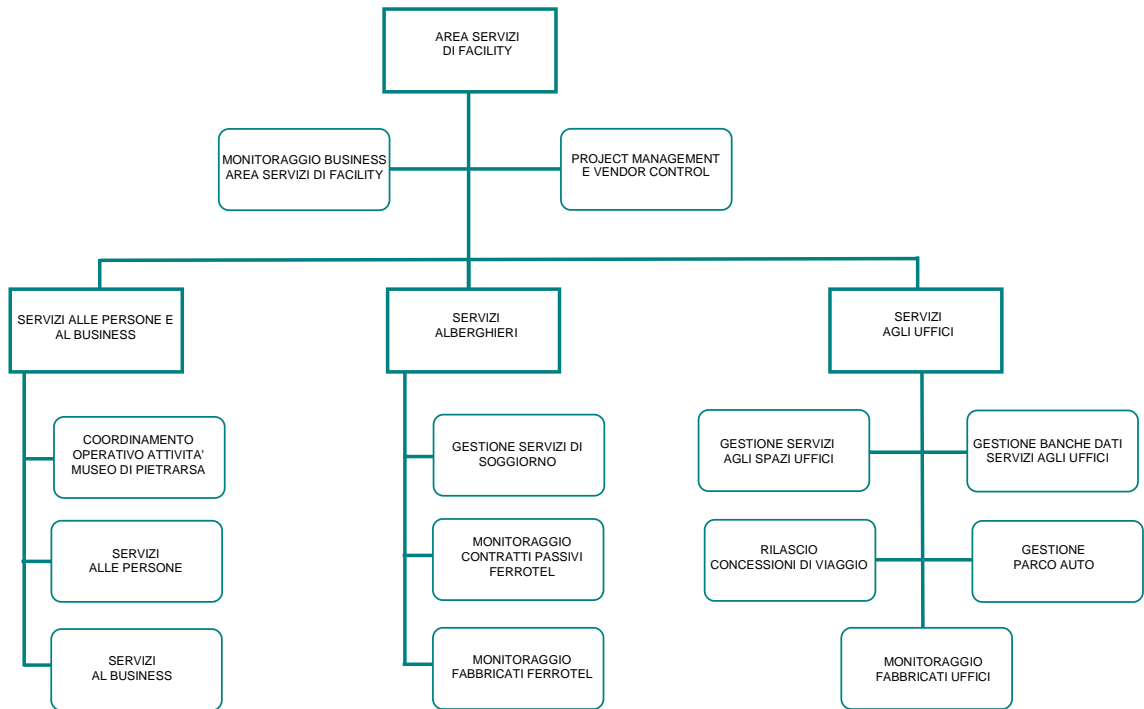 AREA SERVIZI
DI FACILITY
MONITORAGGIO BUSINESS
AREA SERVIZI DI FACILITY
PROJECT MANAGEMENT
E VENDOR CONTROL
SERVIZI ALLE PERSONE E
AL BUSINESS
SERVIZI
ALBERGHIERI
SERVIZI
AGLI UFFICI
COORDINAMENTO
OPERATIVO ATTIVITA'
MUSEO DI PIETRARSA
SERVIZI
ALLE PERSONE
SERVIZI
AL BUSINESS
GESTIONE SERVIZI DI
SOGGIORNO
MONITORAGGIO
CONTRATTI PASSIVI
FERROTEL
MONITORAGGIO
FABBRICATI FERROTEL
GESTIONE SERVIZI
AGLI SPAZI UFFICI
GESTIONE BANCHE DATI
SERVIZI AGLI UFFICI
RILASCIO
CONCESSIONI DI VIAGGIO
GESTIONE
PARCO AUTO
MONITORAGGIO
FABBRICATI UFFICI